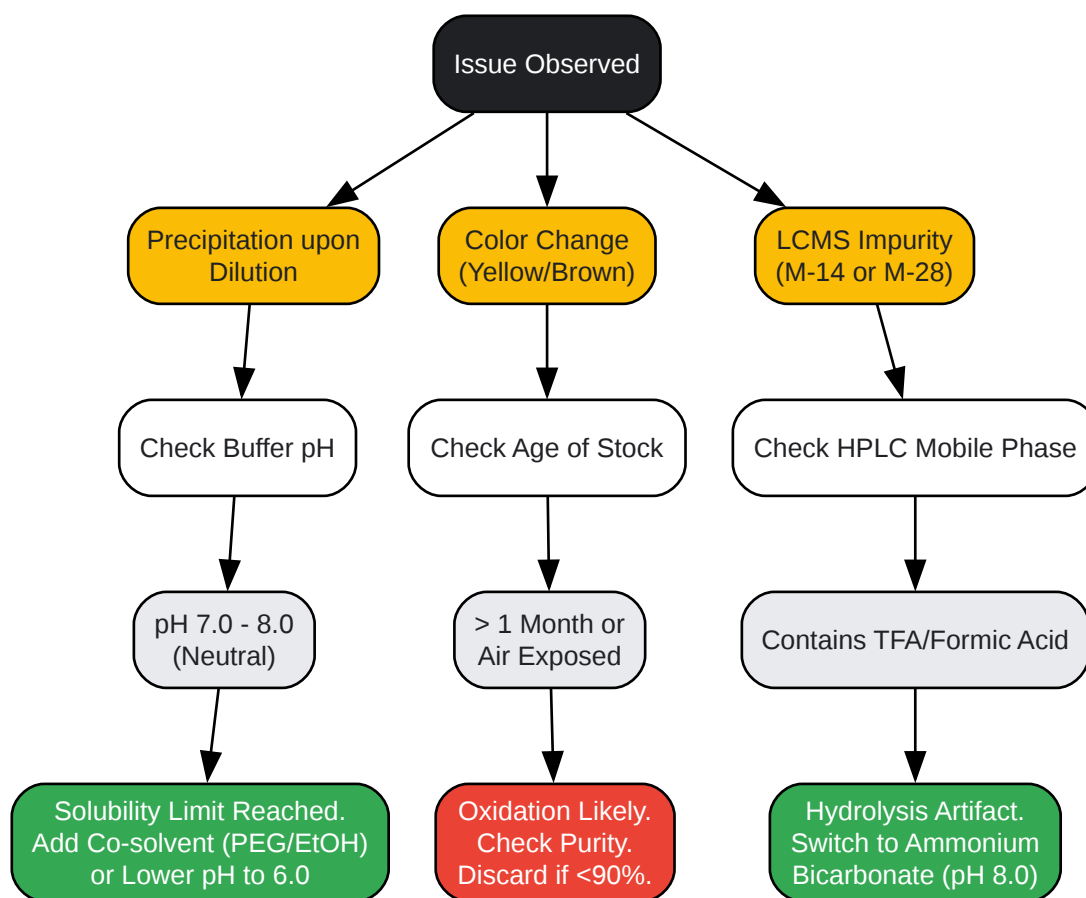 Issue Observed
Precipitation upon
Dilution
Color Change
(Yellow/Brown)
LCMS Impurity
(M-14 or M-28)
Check Buffer pH
Check Age of Stock
Check HPLC Mobile Phase
pH 7.0 - 8.0
(Neutral)
> 1 Month or
Air Exposed
Contains TFA/Formic Acid
Solubility Limit Reached.
Add Co-solvent (PEG/EtOH)
or Lower pH to 6.0
Oxidation Likely.
Check Purity.
Discard if <90%.
Hydrolysis Artifact.
Switch to Ammonium
Bicarbonate (pH 8.0)